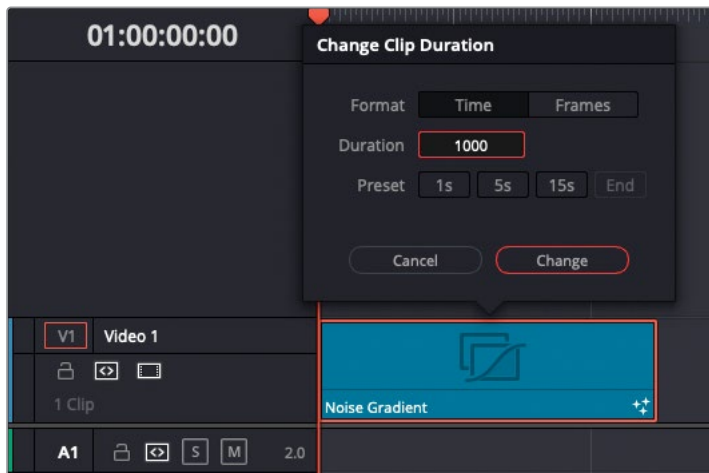 01:00:00:00
Change Clip Duration
Format Time Frames
Duration 1000
Preset 1s 5s 15s End
Cancel Change
V1 Video 1
1 Clip
Noise Gradient
A1 S M 2.0